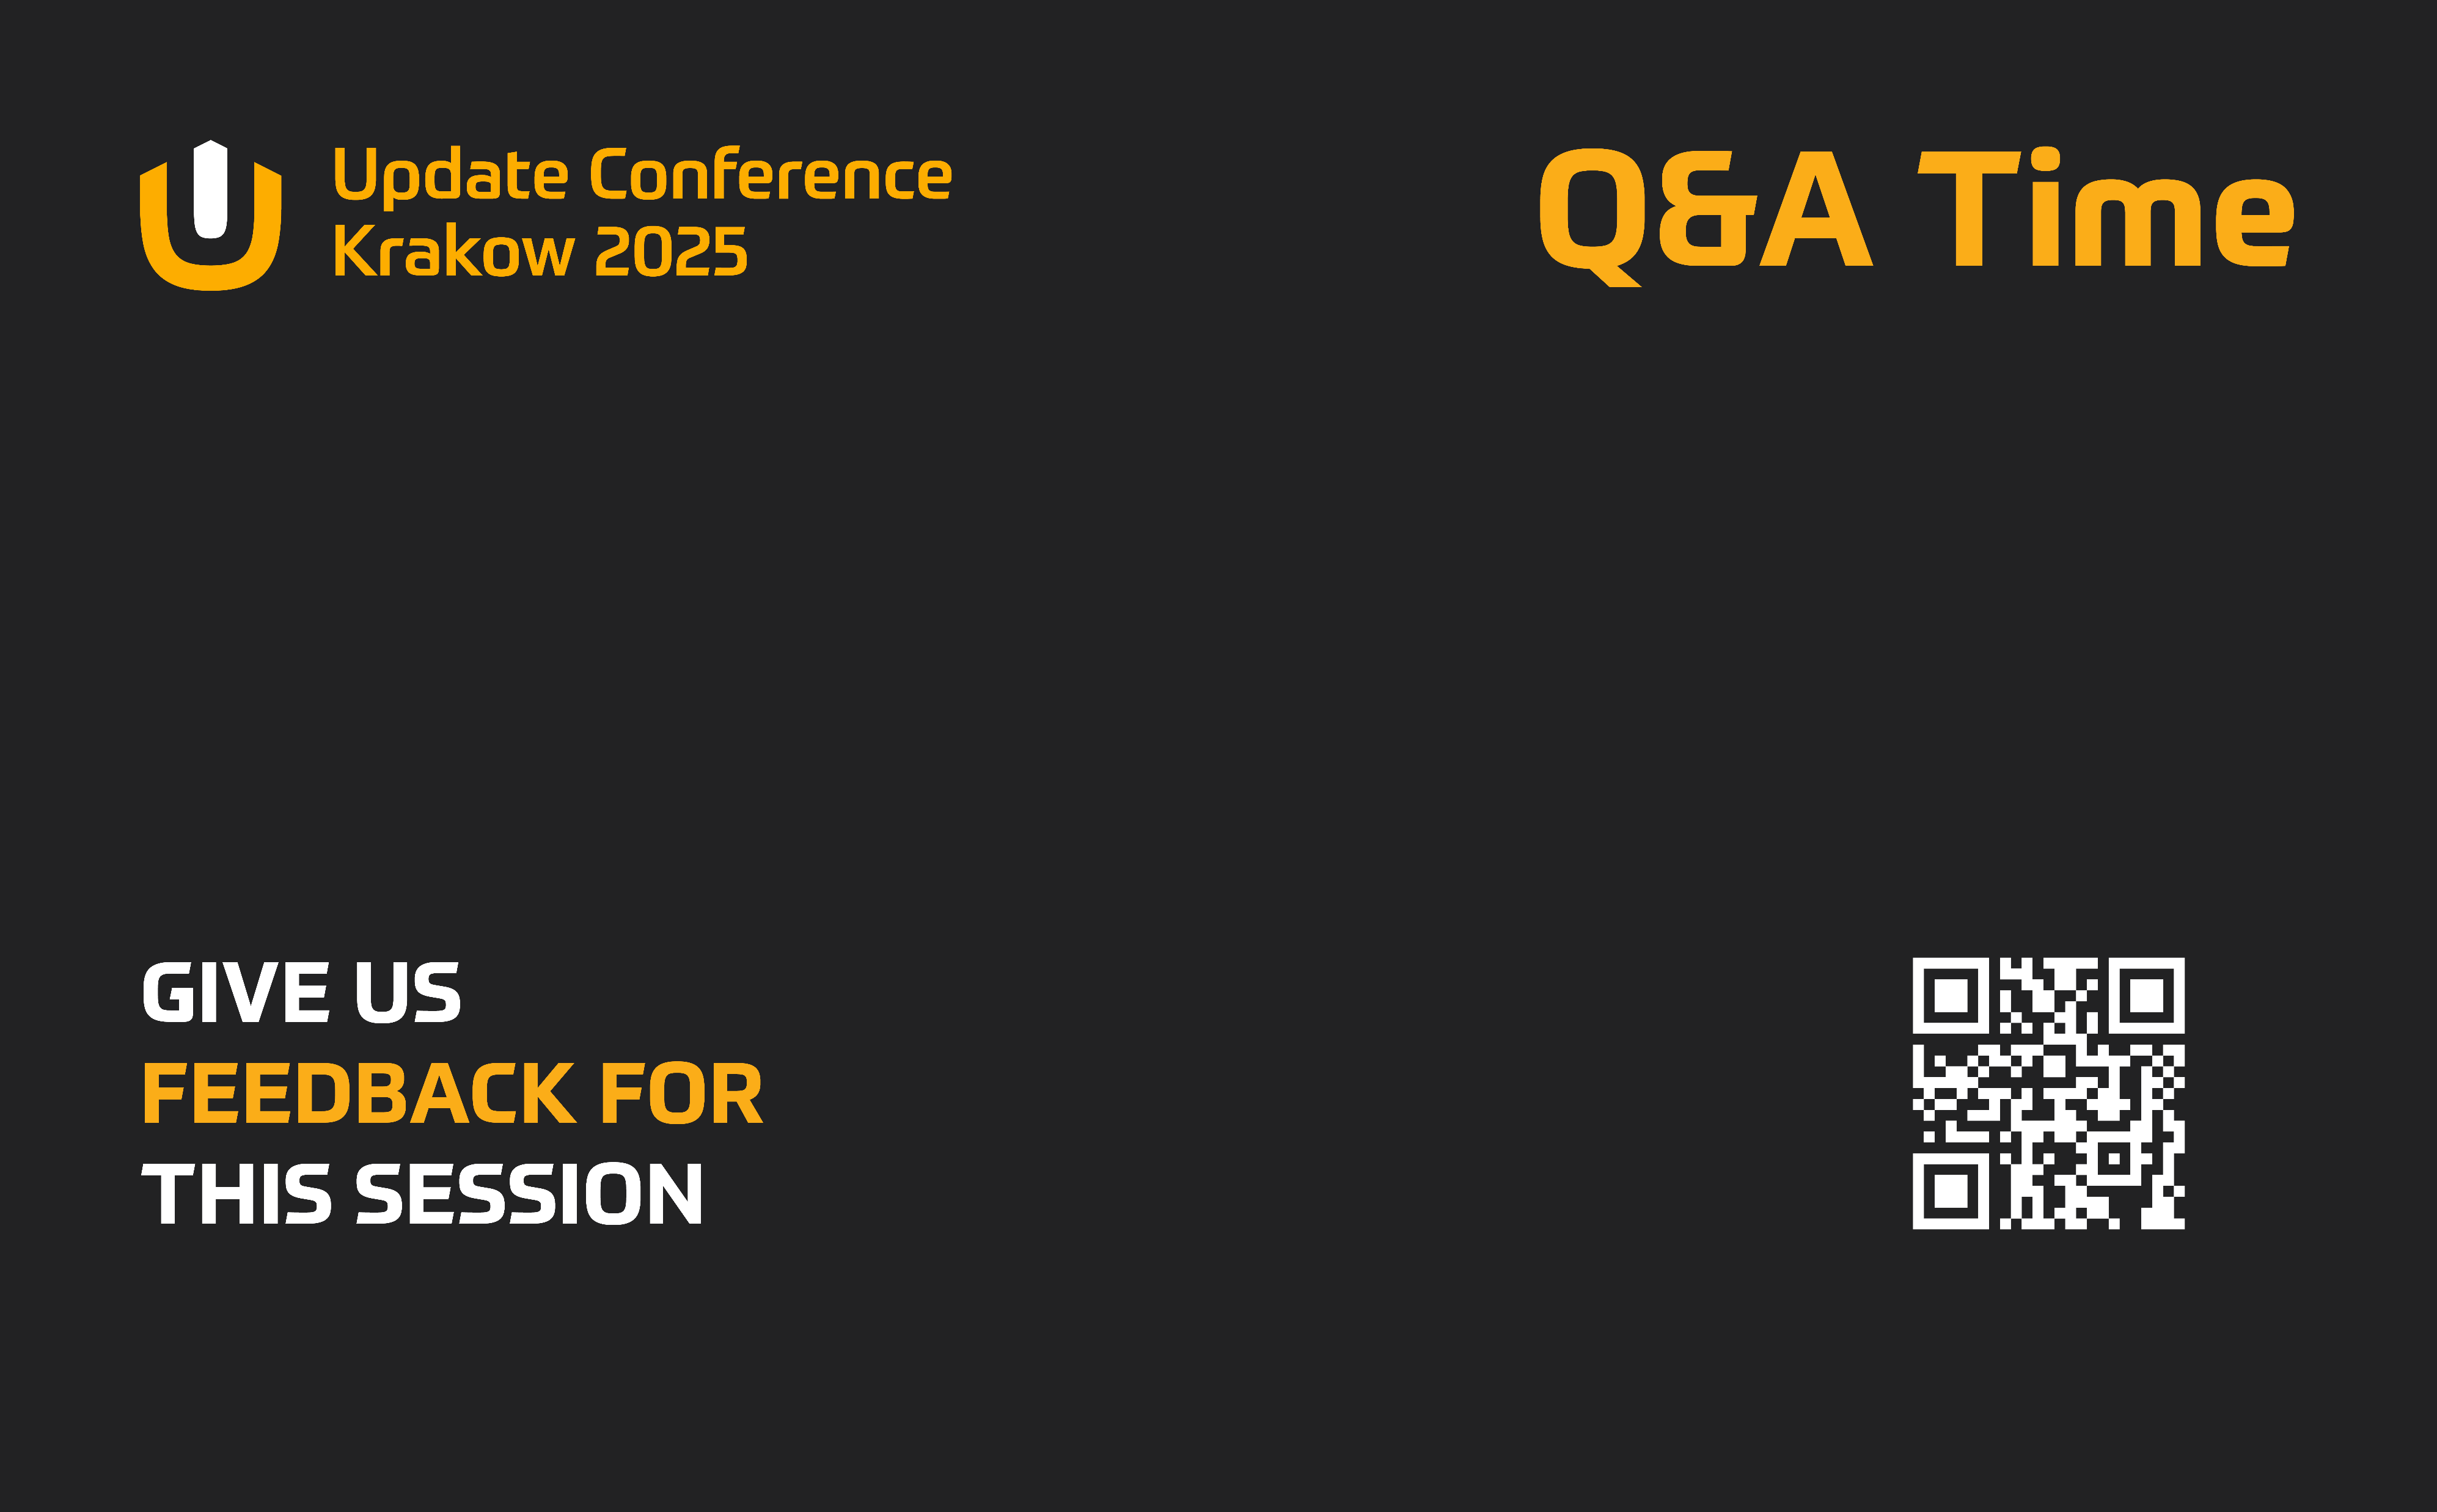 Update Conference
Krakow 2025
Q&A Time
GIVE US
FEEDBACK FOR
THIS SESSION